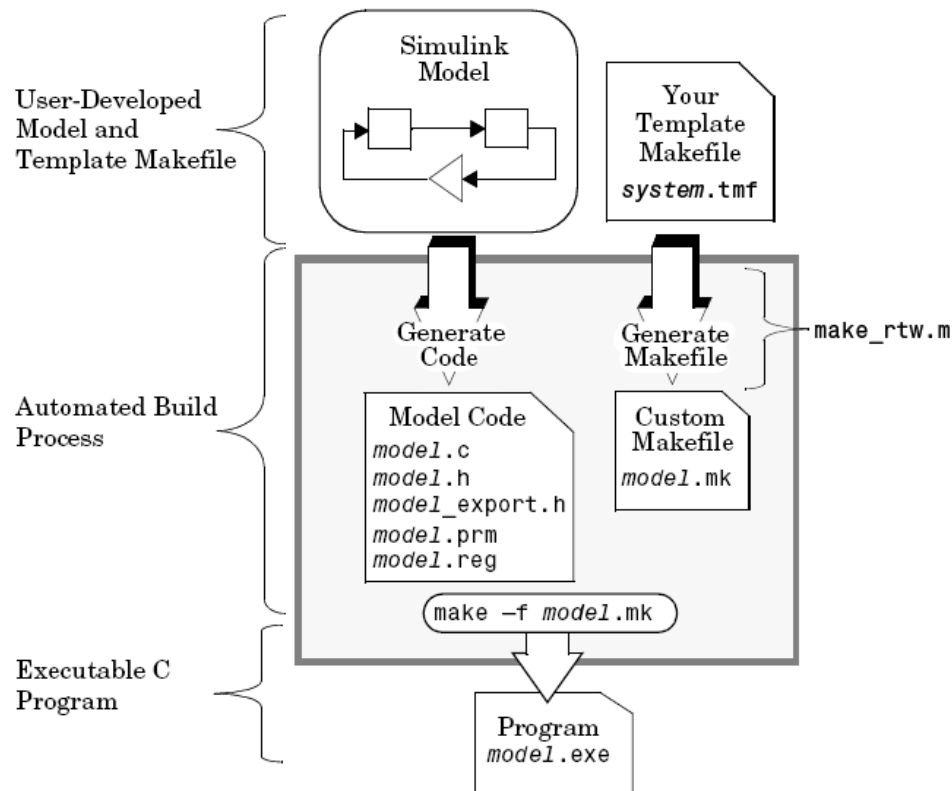 User-Developed
Model and
Template Makefile
Simulink
Model
Your
Template
Makefile
system.tmf
Automated Build
Process
Generate
Code
Generate
Makefile
make_rtw.m
Model Code
model.c
model.h
model_export.h
model.prm
model.reg
Custom
Makefile
model.mk
make –f model.mk
Executable C
Program
Program
model.exe